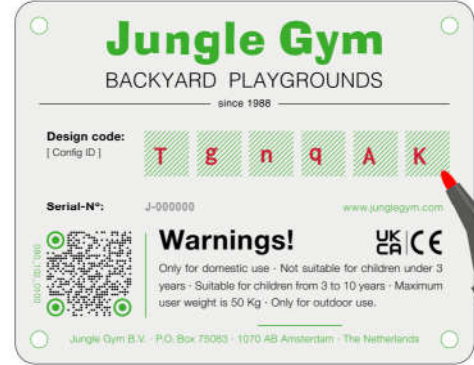 Jungle Gym
BACKYARD PLAYGROUNDS
since 1988
Design code:
[ Config ID ]
T g n q A K
Serial-Nº: J-000000 www.junglegym.com
Warnings!
UK CA CE
Only for domestic use · Not suitable for children under 3
years · Suitable for children from 3 to 10 years · Maximum
user weight is 50 Kg · Only for outdoor use.
Jungle Gym B.V. · P.O. Box 75063 · 1070 AB Amsterdam · The Netherlands